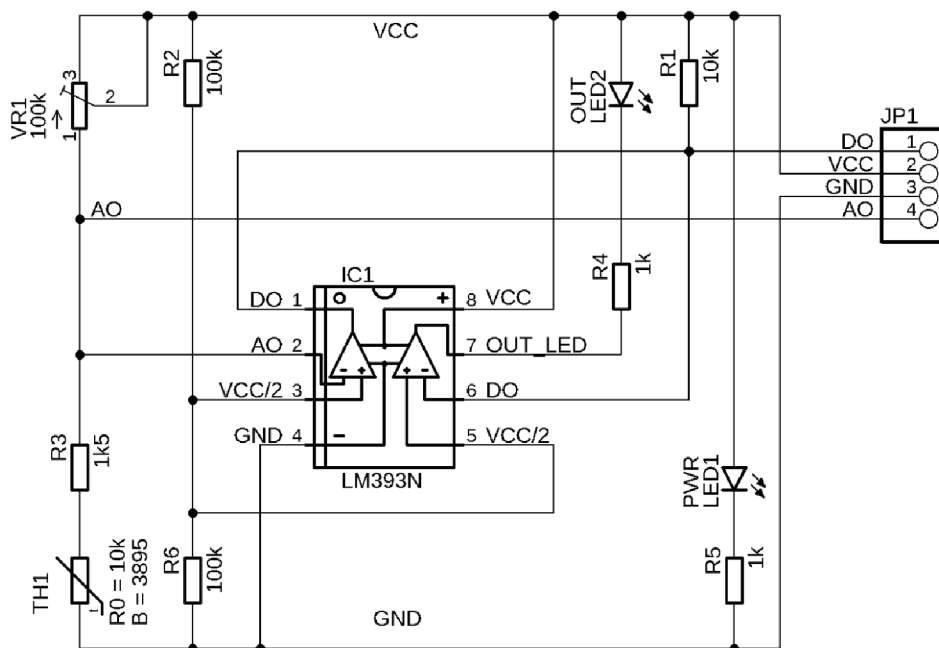 VCC
VR1
100k
3
2
1
R2
100k
OUT
LED2
R1
10k
JP1
DO 1
VCC 2
GND 3
AO 4
AO
R4
1k
IC1
DO 1
AO 2
VCC/2 3
GND 4
8 VCC
7 OUT_LED
6 DO
5 VCC/2
+
-
- +
+ -
LM393N
R3
1k5
PWR
LED1
TH1
R0 = 10k
B = 3895
R6
100k
R5
1k
GND